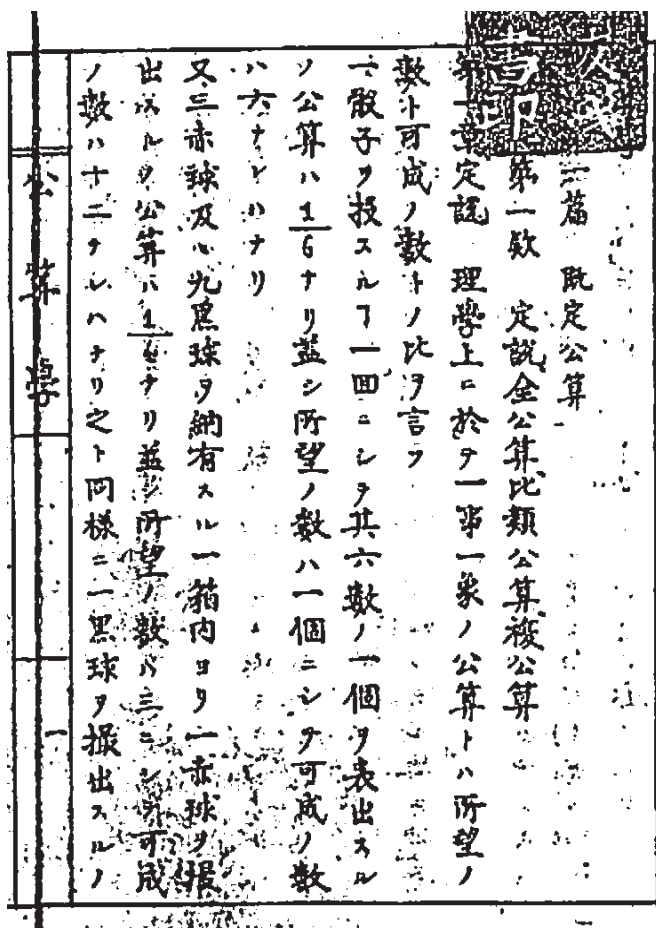 一篇 既定公算
第一欵 定説全公算比類公算複公算
第一章定説 理學上ニ於テ一事一象ノ公算トハ所望ノ
數ト可成ノ數トノ比ヲ言フ
一骰子ヲ投スルヿ一回ニシテ其六數ノ一個ヲ表出スル
ノ公算ハ1/6ナリ蓋シ所望ノ數ハ一個ニシテ可成ノ數
ハ六ナレハナリ
又三赤球及ヒ九黒球ヲ納有スル一箱内ヨリ一赤球ヲ撮
出スルノ公算ハ1/4ナリ蓋シ所望ノ數ハ三ニシテ可成
ノ數ハ十二ナレハナリ之ト同様ニ一黒球ヲ撮出スルノ
公算學
一